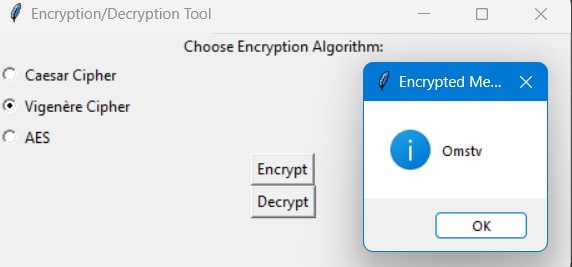 Encryption/Decryption Tool
Choose Encryption Algorithm:
Caesar Cipher
Vigenère Cipher
AES
Encrypt
Decrypt
Encrypted Me...
Omstv
OK